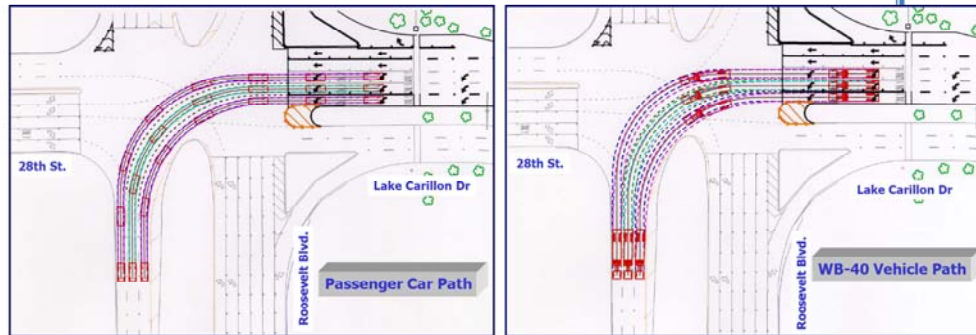 28th St.
Lake Carillon Dr
Roosevelt Blvd.
Passenger Car Path
28th St.
Lake Carillon Dr
Roosevelt Blvd.
WB-40 Vehicle Path